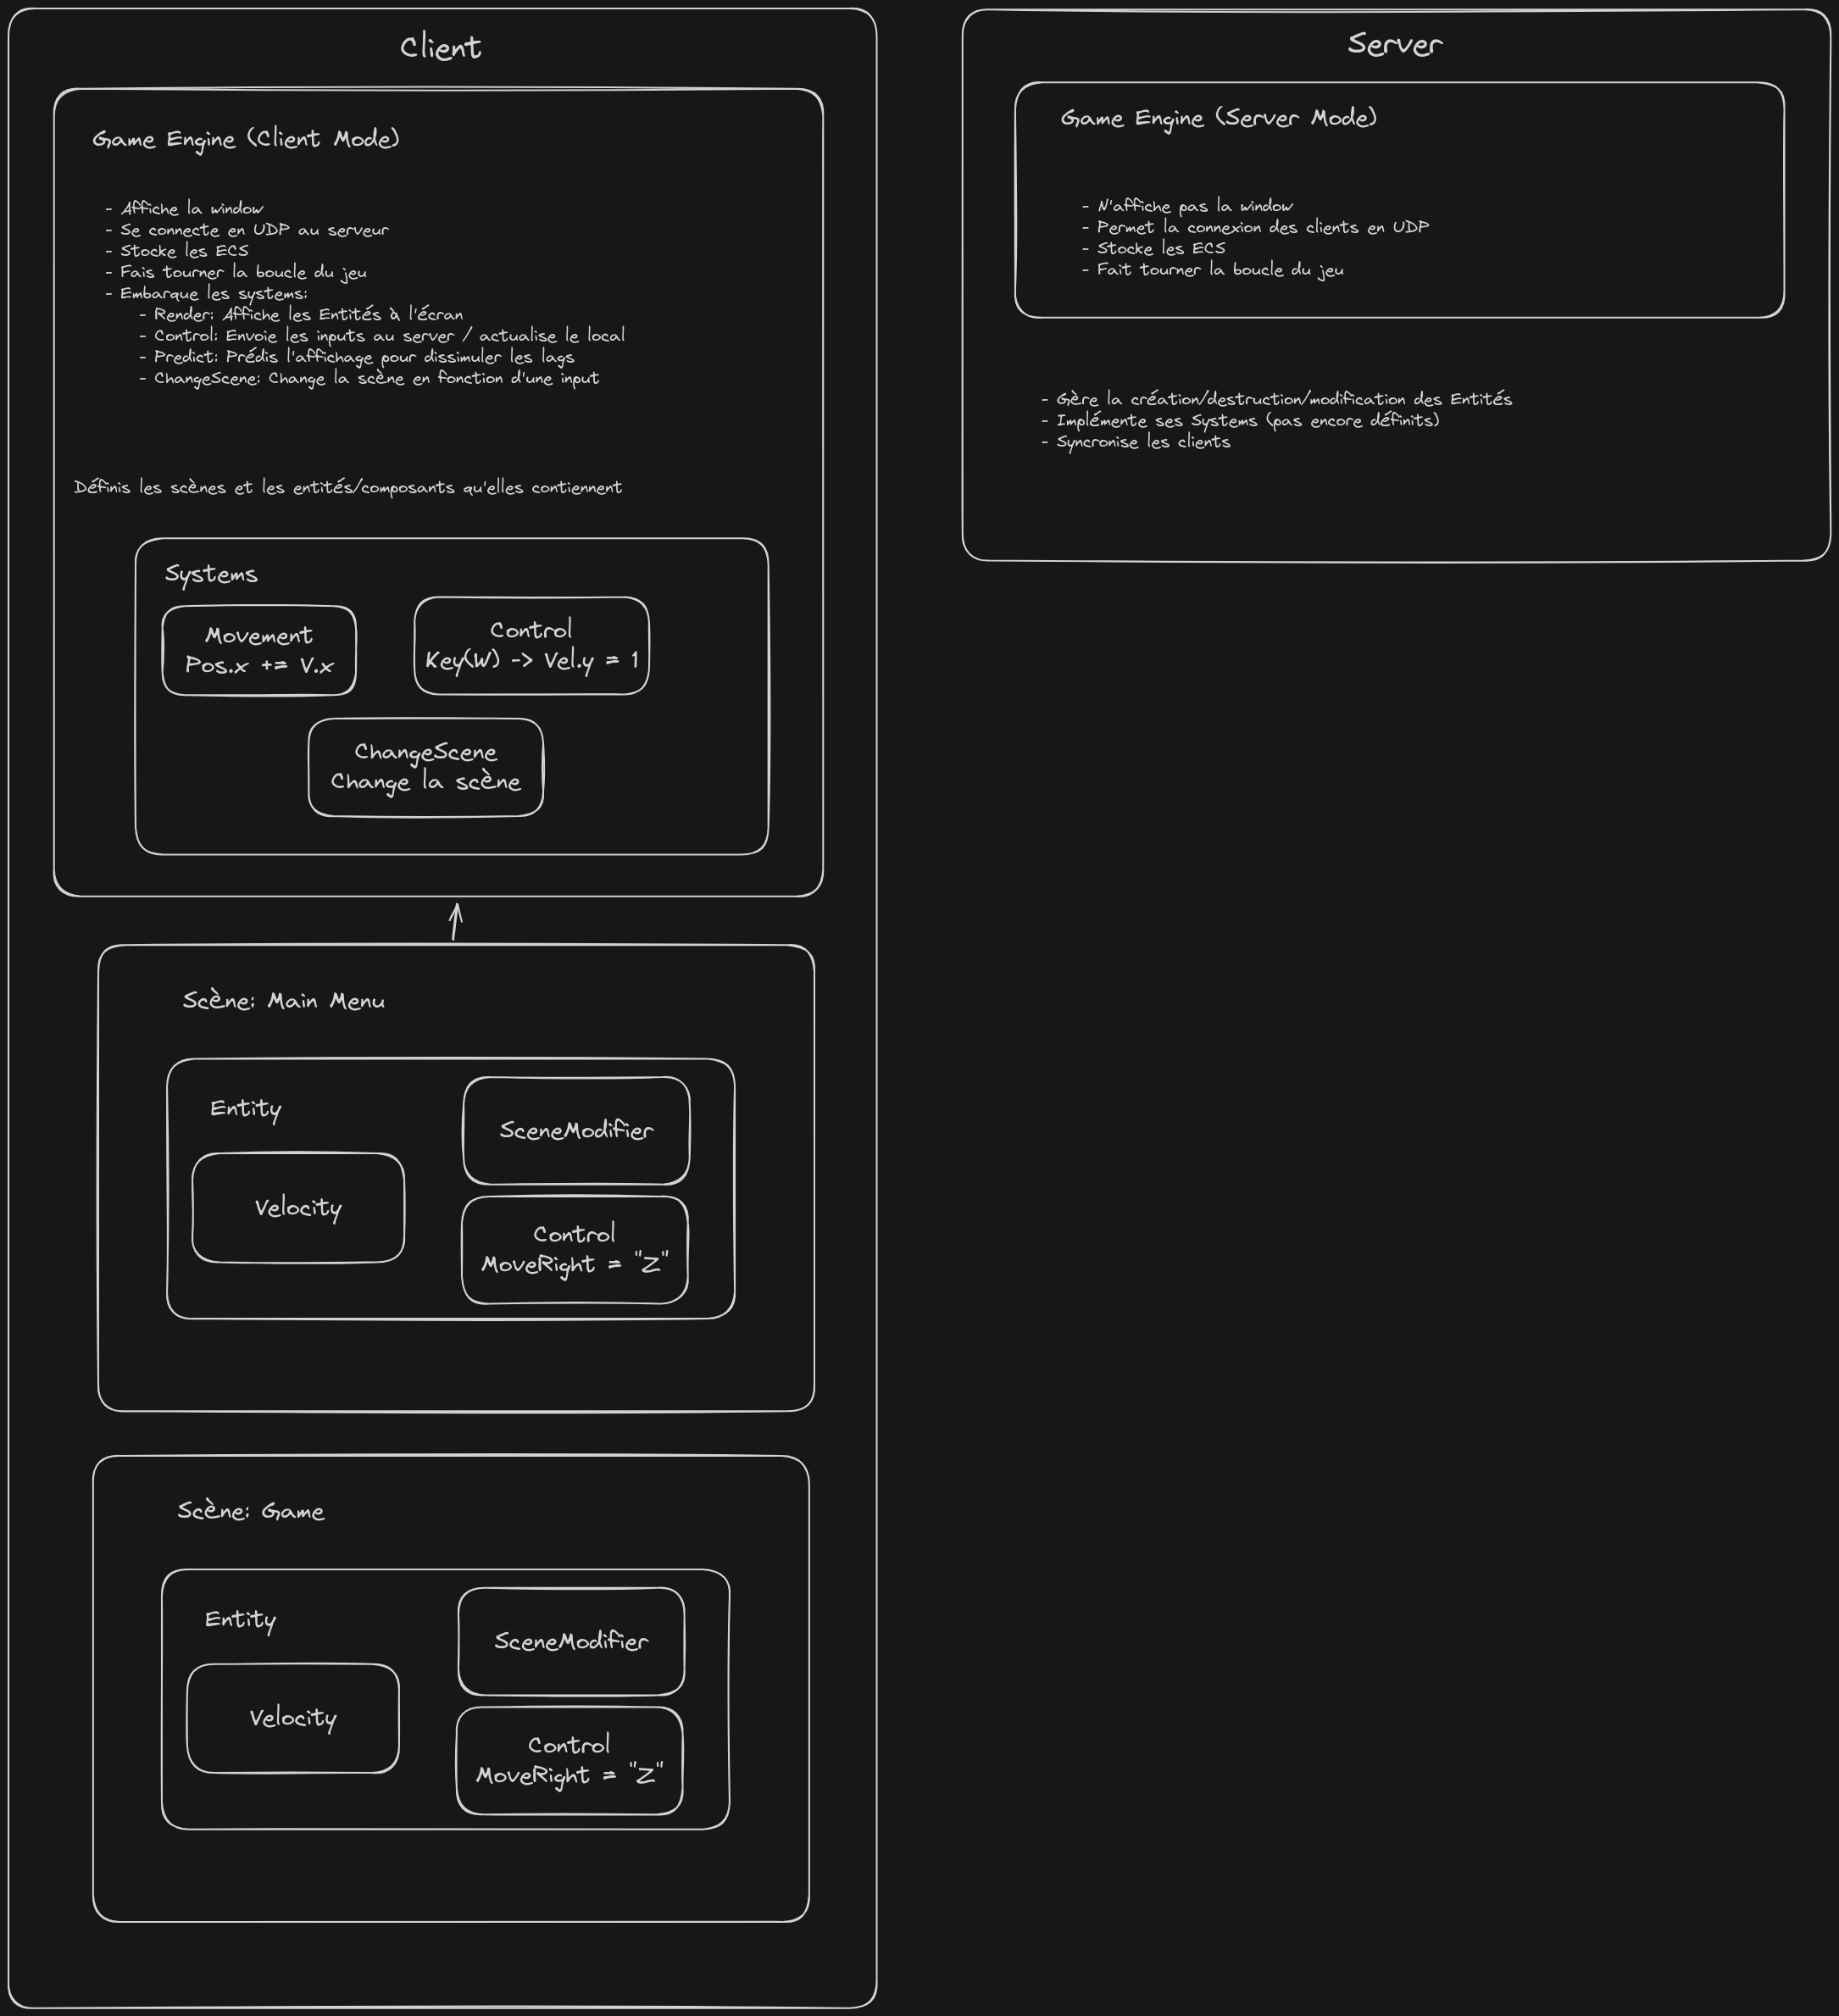 Client
Game Engine (Client Mode)
- Affiche la window
- Se connecte en UDP au serveur
- Stocke les ECS
- Fais tourner la boucle du jeu
- Embarque les systems:
- Render: Affiche les Entités à l'écran
- Control: Envoie les inputs au server / actualise le local
- Predict: Prédis l'affichage pour dissimuler les lags
- ChangeScene: Change la scène en fonction d'une input
Définis les scènes et les entités/composants qu'elles contiennent
Systems
Movement
Pos.x += V.x
Control
Key(W) -> Vel.y = 1
ChangeScene
Change la scène
Scène: Main Menu
Entity
SceneModifier
Velocity
Control
MoveRight = "Z"
Scène: Game
Entity
SceneModifier
Velocity
Control
MoveRight = "Z"
Server
Game Engine (Server Mode)
- N'affiche pas la window
- Permet la connexion des clients en UDP
- Stocke les ECS
- Fait tourner la boucle du jeu
- Gère la création/destruction/modification des Entités
- Implémente ses Systems (pas encore définits)
- Syncronise les clients